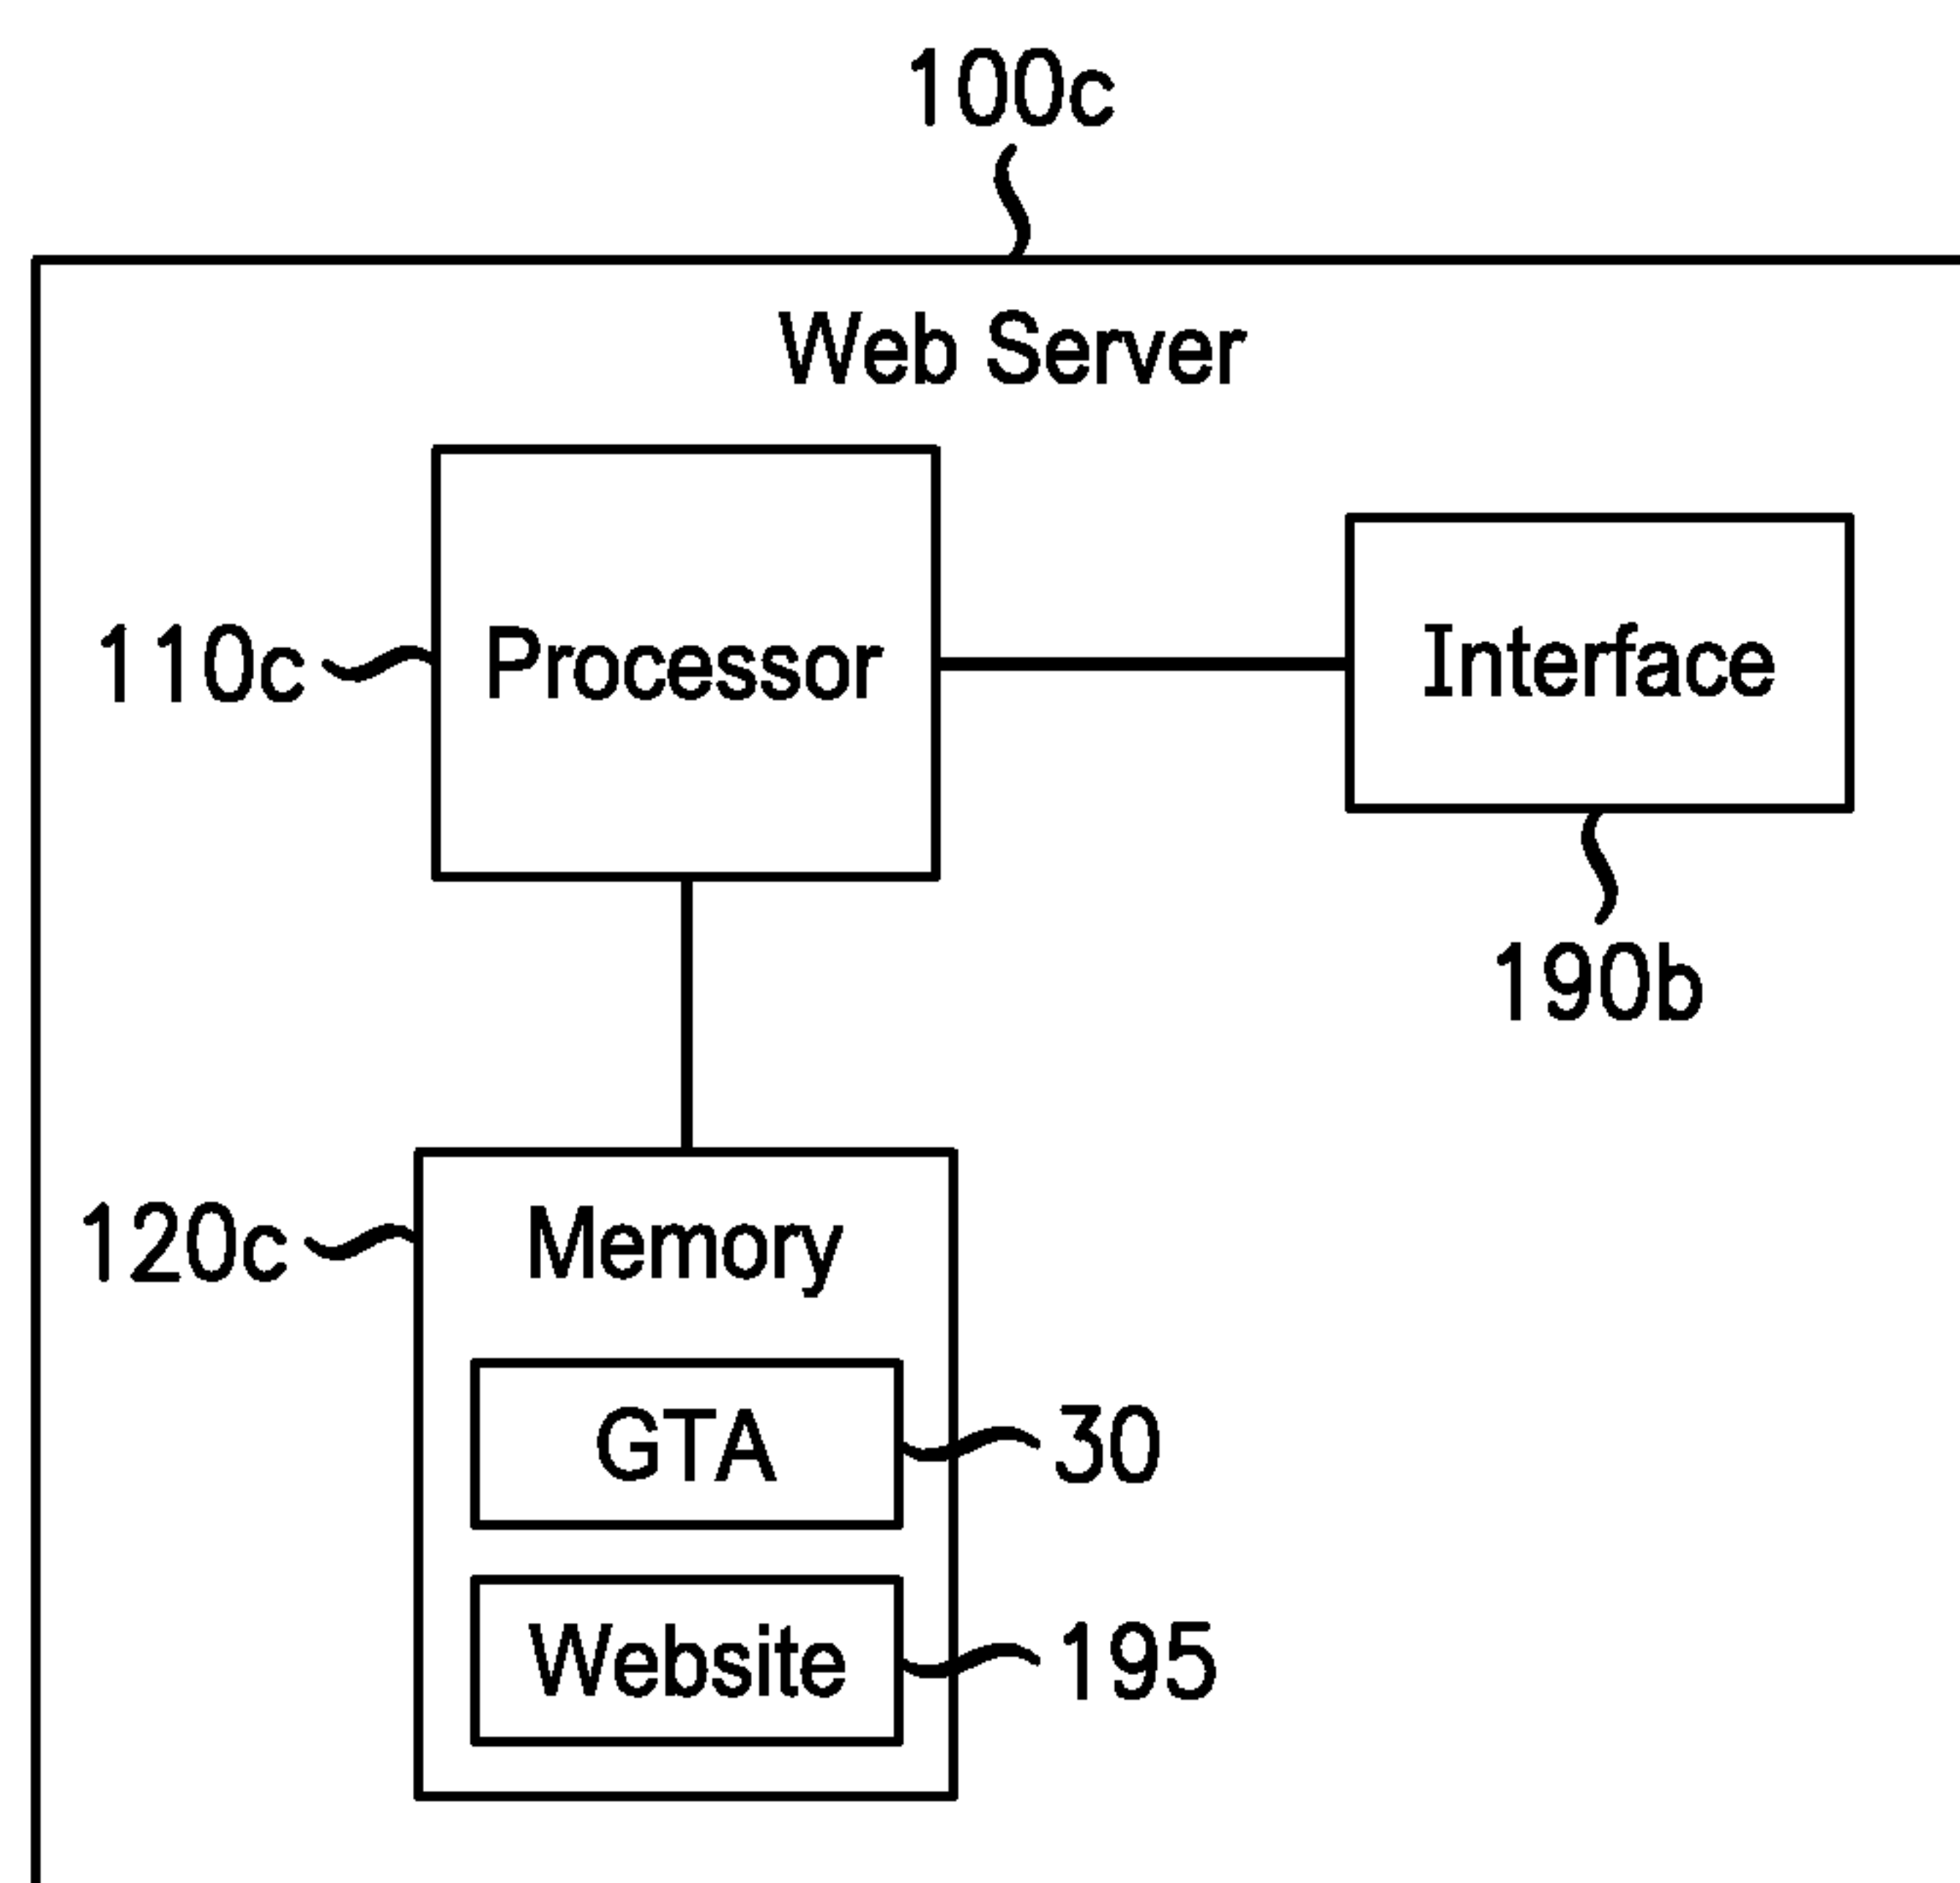 100c
Web Server
110c
Processor
Interface
190b
120c
Memory
GTA
30
Website
195